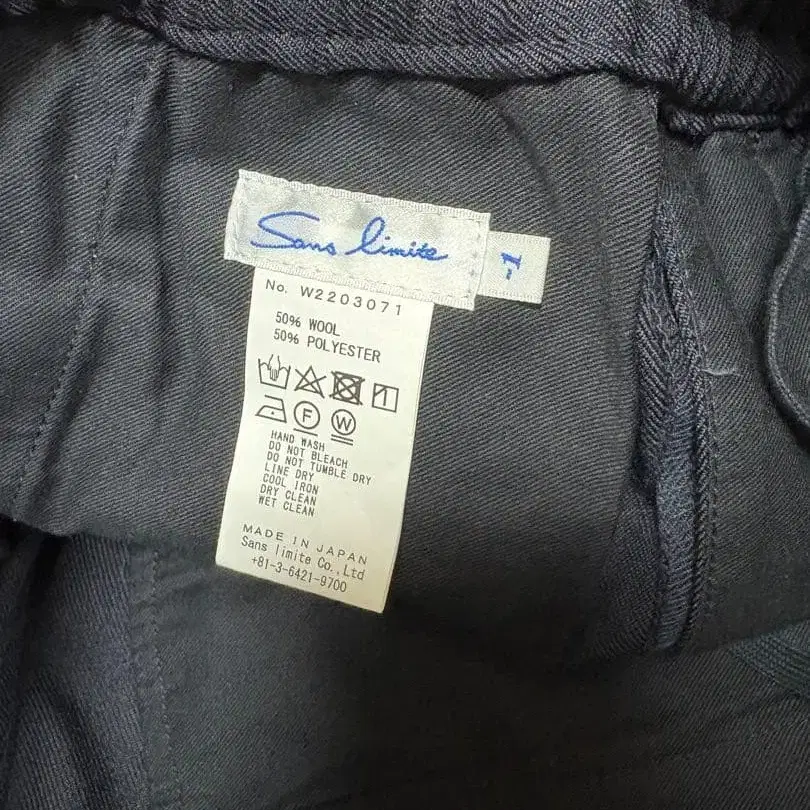 Sans limite
-1
No. W2203071
50% WOOL
50% POLYESTER
F W
HAND WASH
DO NOT BLEACH
DO NOT TUMBLE DRY
LINE DRY
COOL IRON
DRY CLEAN
WET CLEAN
MADE IN JAPAN
Sans limite Co.,Ltd
+81-3-6421-9700